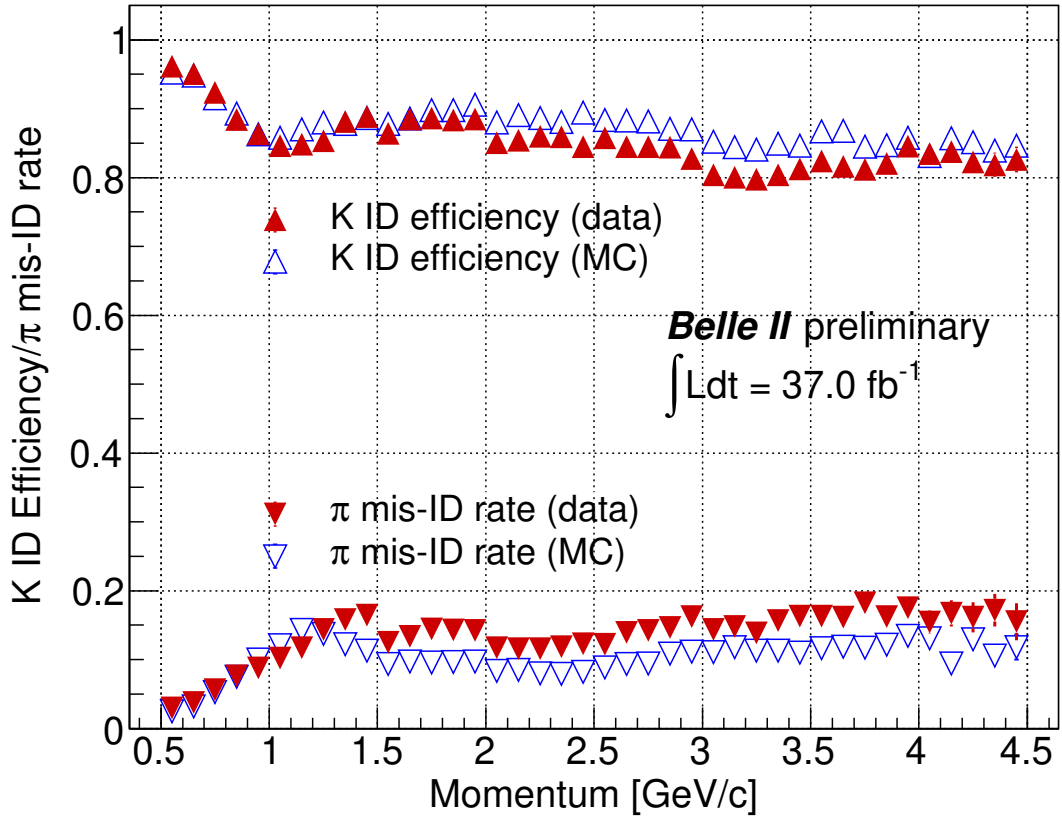 K ID Efficiency/π mis-ID rate
1
0.8
0.6
0.4
0.2
0
K ID efficiency (data)
K ID efficiency (MC)
Belle II preliminary
∫Ldt = 37.0 fb⁻¹
π mis-ID rate (data)
π mis-ID rate (MC)
0.5 1 1.5 2 2.5 3 3.5 4 4.5
Momentum [GeV/c]